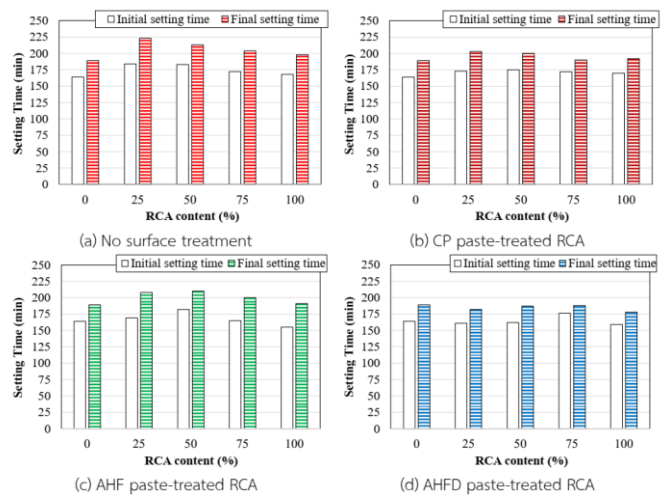 Initial setting time Final setting time
Setting Time (min)
250
225
200
175
150
125
100
75
50
25
0
0 25 50 75 100
RCA content (%)
(a) No surface treatment
Initial setting time Final setting time
Setting Time (min)
250
225
200
175
150
125
100
75
50
25
0
0 25 50 75 100
RCA content (%)
(b) CP paste-treated RCA
Initial setting time Final setting time
Setting Time (min)
250
225
200
175
150
125
100
75
50
25
0
0 25 50 75 100
RCA content (%)
(c) AHF paste-treated RCA
Initial setting time Final setting time
Setting Time (min)
250
225
200
175
150
125
100
75
50
25
0
0 25 50 75 100
RCA content (%)
(d) AHFD paste-treated RCA